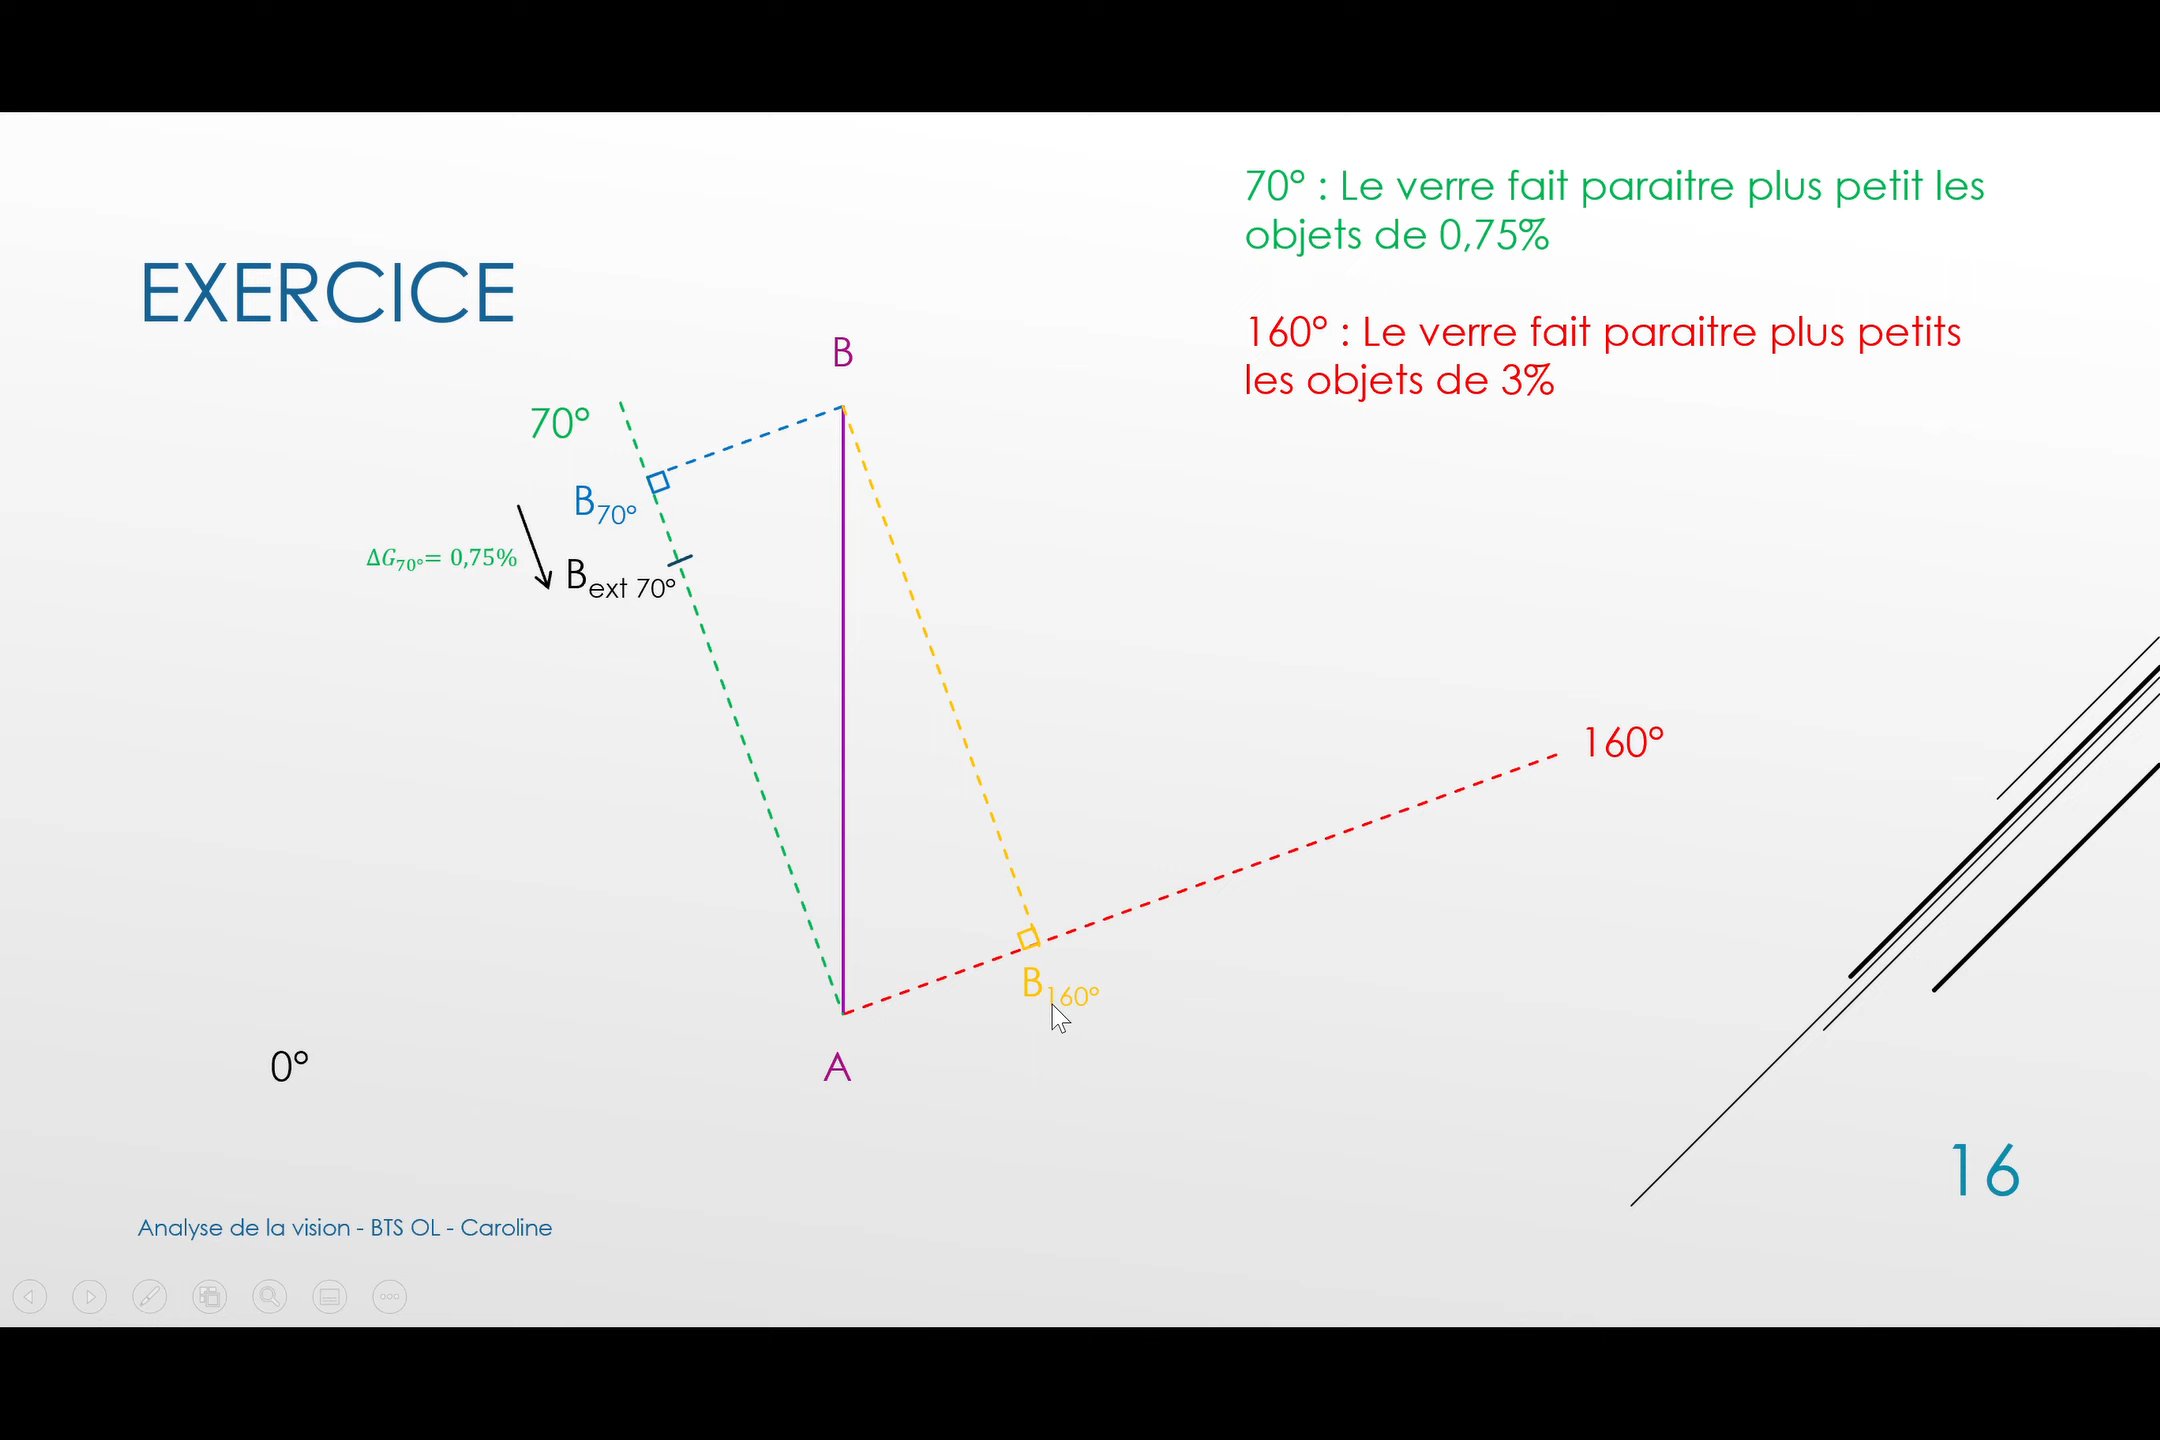 70° : Le verre fait paraitre plus petit les
objets de 0,75%
EXERCICE
160° : Le verre fait paraitre plus petits
les objets de 3%
B
70°
B70°
ΔG70°= 0,75%
Bext 70°
160°
B160°
0°
A
16
Analyse de la vision - BTS OL - Caroline